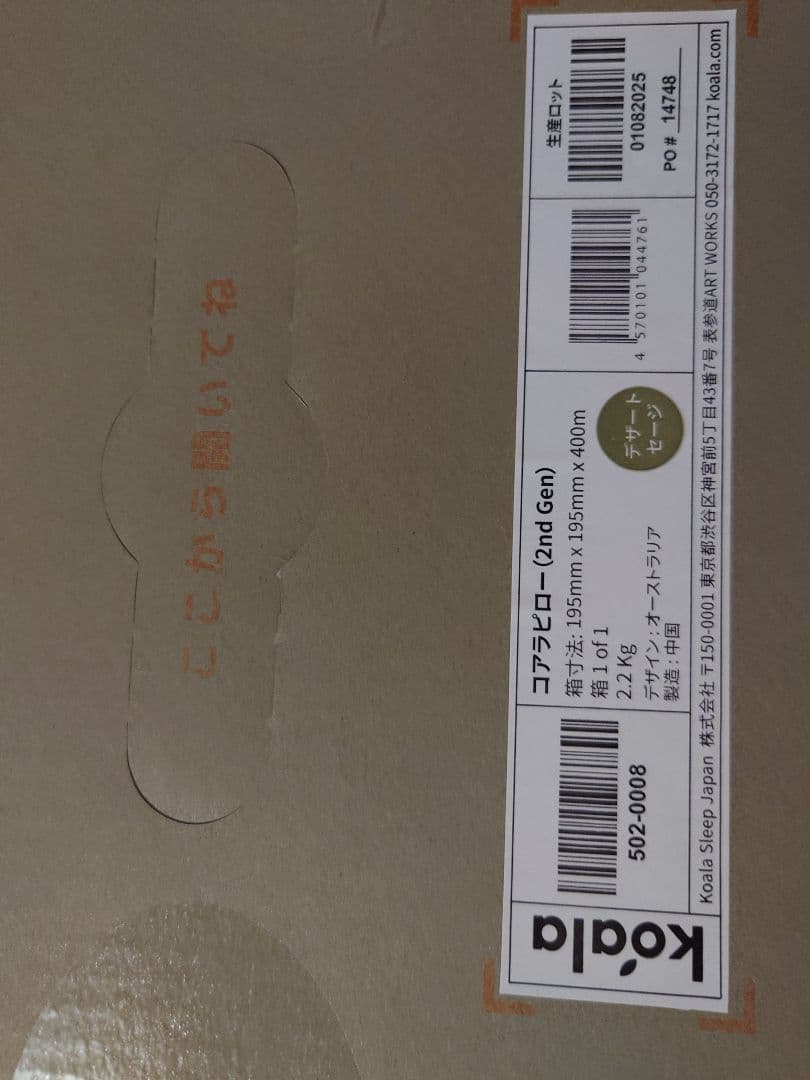 ここから開いてね
koala
502-0008
コアラピロー(2nd Gen)
箱寸法: 195mm x 195mm x 400m
箱 1 of 1
2.2 Kg
デザイン : オーストラリア
製造 : 中国
デザート
セージ
4 570101 044761
生産ロット
01082025
PO # 14748
Koala Sleep Japan 株式会社 〒150-0001 東京都渋谷区神宮前5丁目43番7号 表参道ART WORKS 050-3172-1717 koala.com